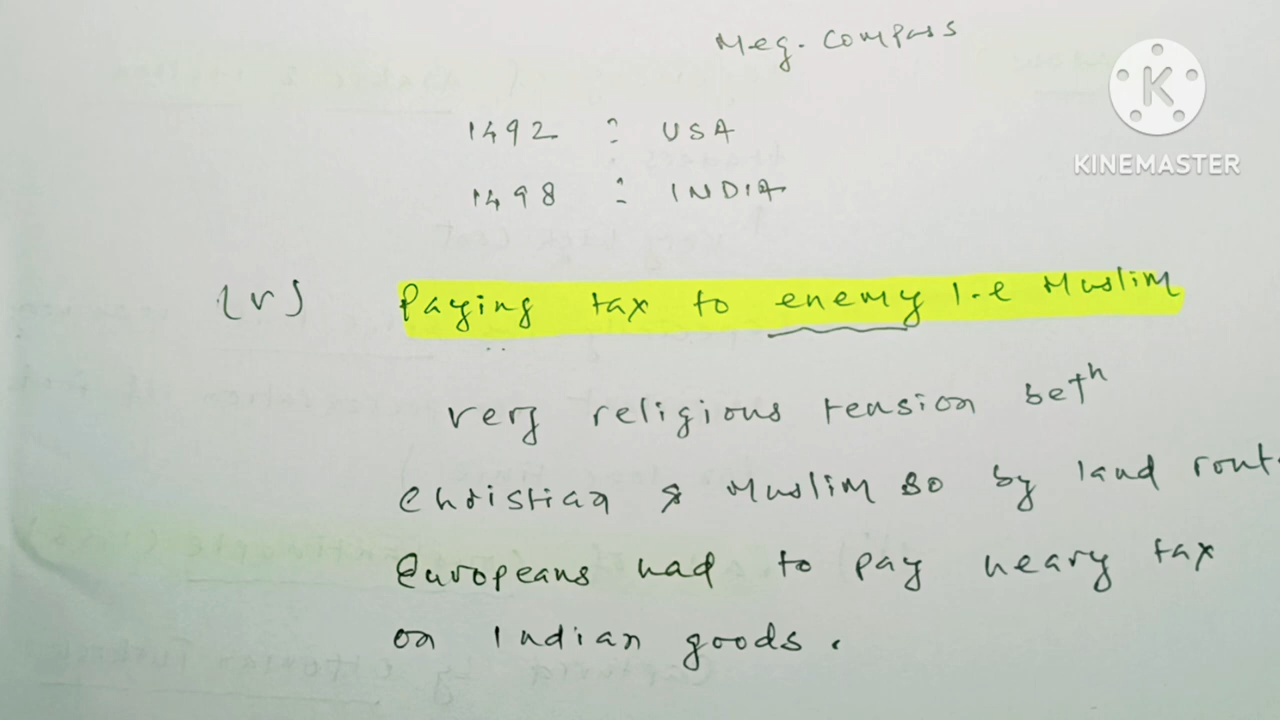 Meg. Compass
1492 : USA
1498 : INDIA
(v) Paying tax to enemy i.e Muslim
very religious tension betn
Christian & Muslim so by land route
Europeans had to pay heavy tax
on Indian goods.
K
KINEMASTER